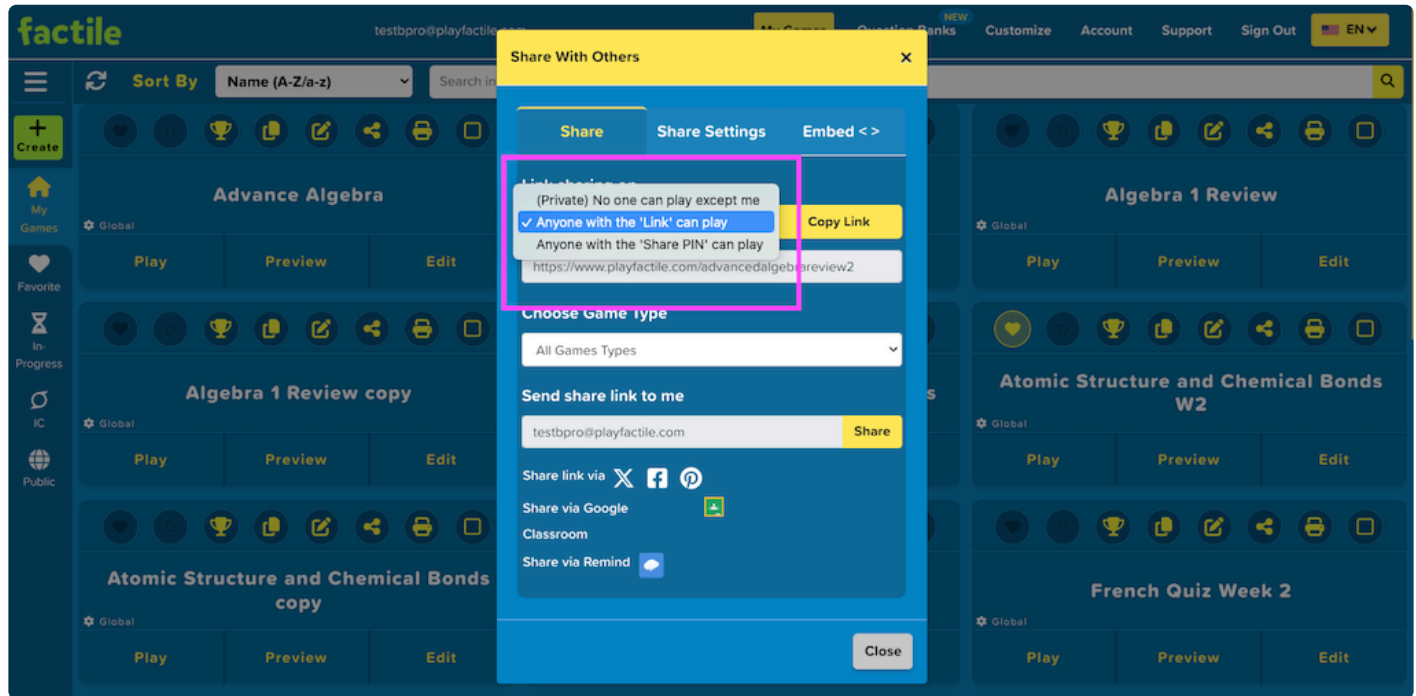 factile
testbpro@playfactile.com
My Games
Question Banks
NEW
Customize
Account
Support
Sign Out
EN
Sort By
Name (A-Z/a-z)
Search in
Create
My
Games
Favorite
In-
Progress
IC
Public
Advance Algebra
Global
Play
Preview
Edit
Algebra 1 Review copy
Global
Play
Preview
Edit
Atomic Structure and Chemical Bonds
copy
Global
Play
Preview
Edit
Share With Others
×
Share
Share Settings
Embed < >
Link sharing on
(Private) No one can play except me
✓ Anyone with the 'Link' can play
Anyone with the 'Share PIN' can play
Copy Link
https://www.playfactile.com/advancedalgebrareview2
Choose Game Type
All Games Types
Send share link to me
testbpro@playfactile.com
Share
Share link via
Share via Google
Classroom
Share via Remind
Close
s
Algebra 1 Review
Global
Play
Preview
Edit
Atomic Structure and Chemical Bonds
W2
Global
Play
Preview
Edit
French Quiz Week 2
Global
Play
Preview
Edit